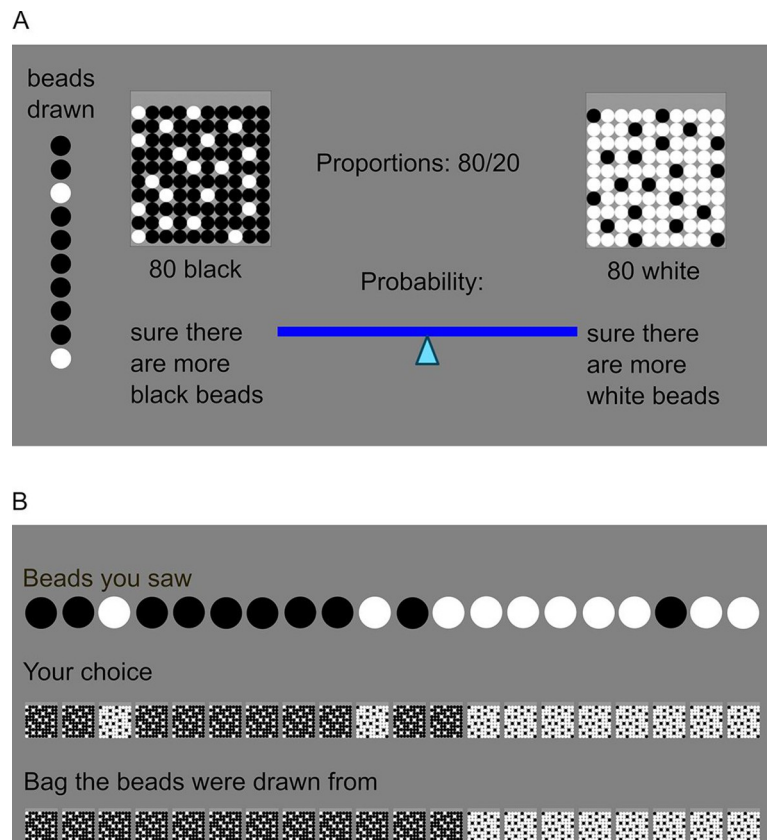 A
beads
drawn
Proportions: 80/20
80 black
80 white
Probability:
sure there
are more
black beads
sure there
are more
white beads
B
Beads you saw
Your choice
Bag the beads were drawn from